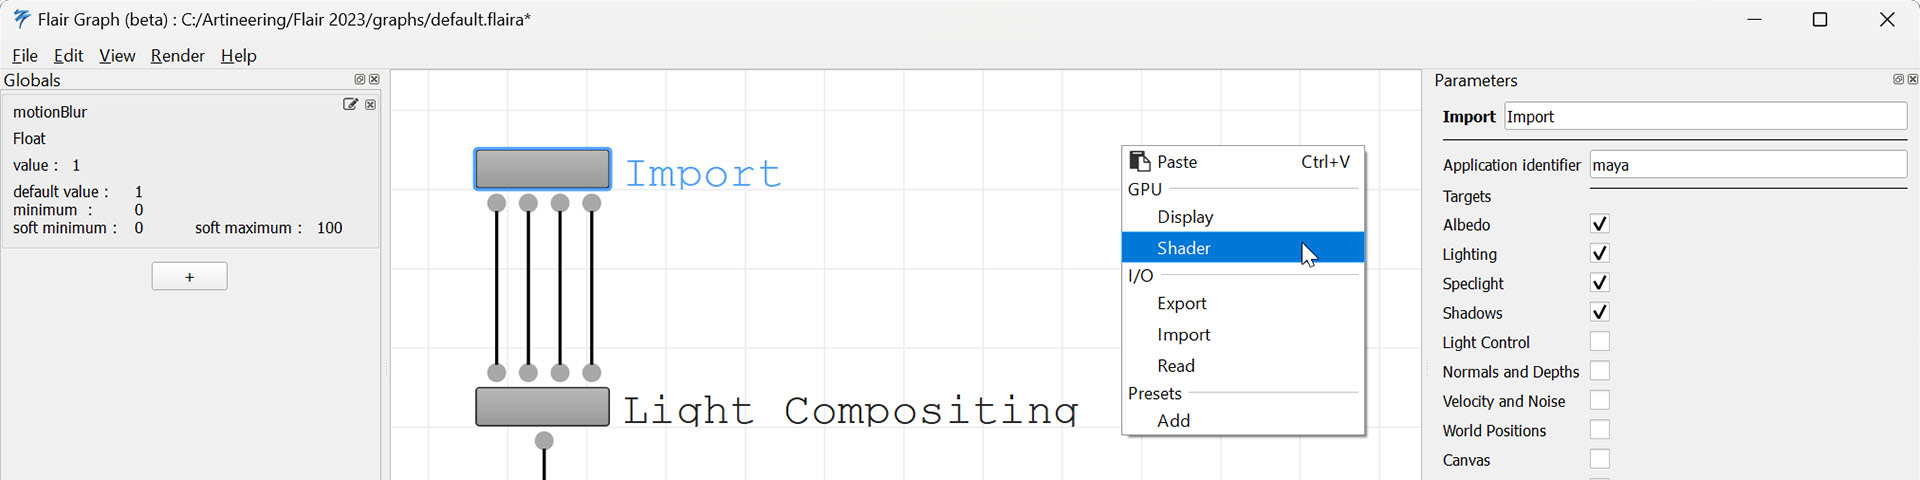 Flair Graph (beta) : C:/Artineering/Flair 2023/graphs/default.flaira*
File Edit View Render Help
Globals
motionBlur
Float
value : 1
default value : 1
minimum : 0
soft minimum : 0 soft maximum : 100
+
Import
Light Compositing
Paste Ctrl+V
GPU
Display
Shader
I/O
Export
Import
Read
Presets
Add
Parameters
Import Import
Application identifier maya
Targets
Albedo
Lighting
Speclight
Shadows
Light Control
Normals and Depths
Velocity and Noise
World Positions
Canvas